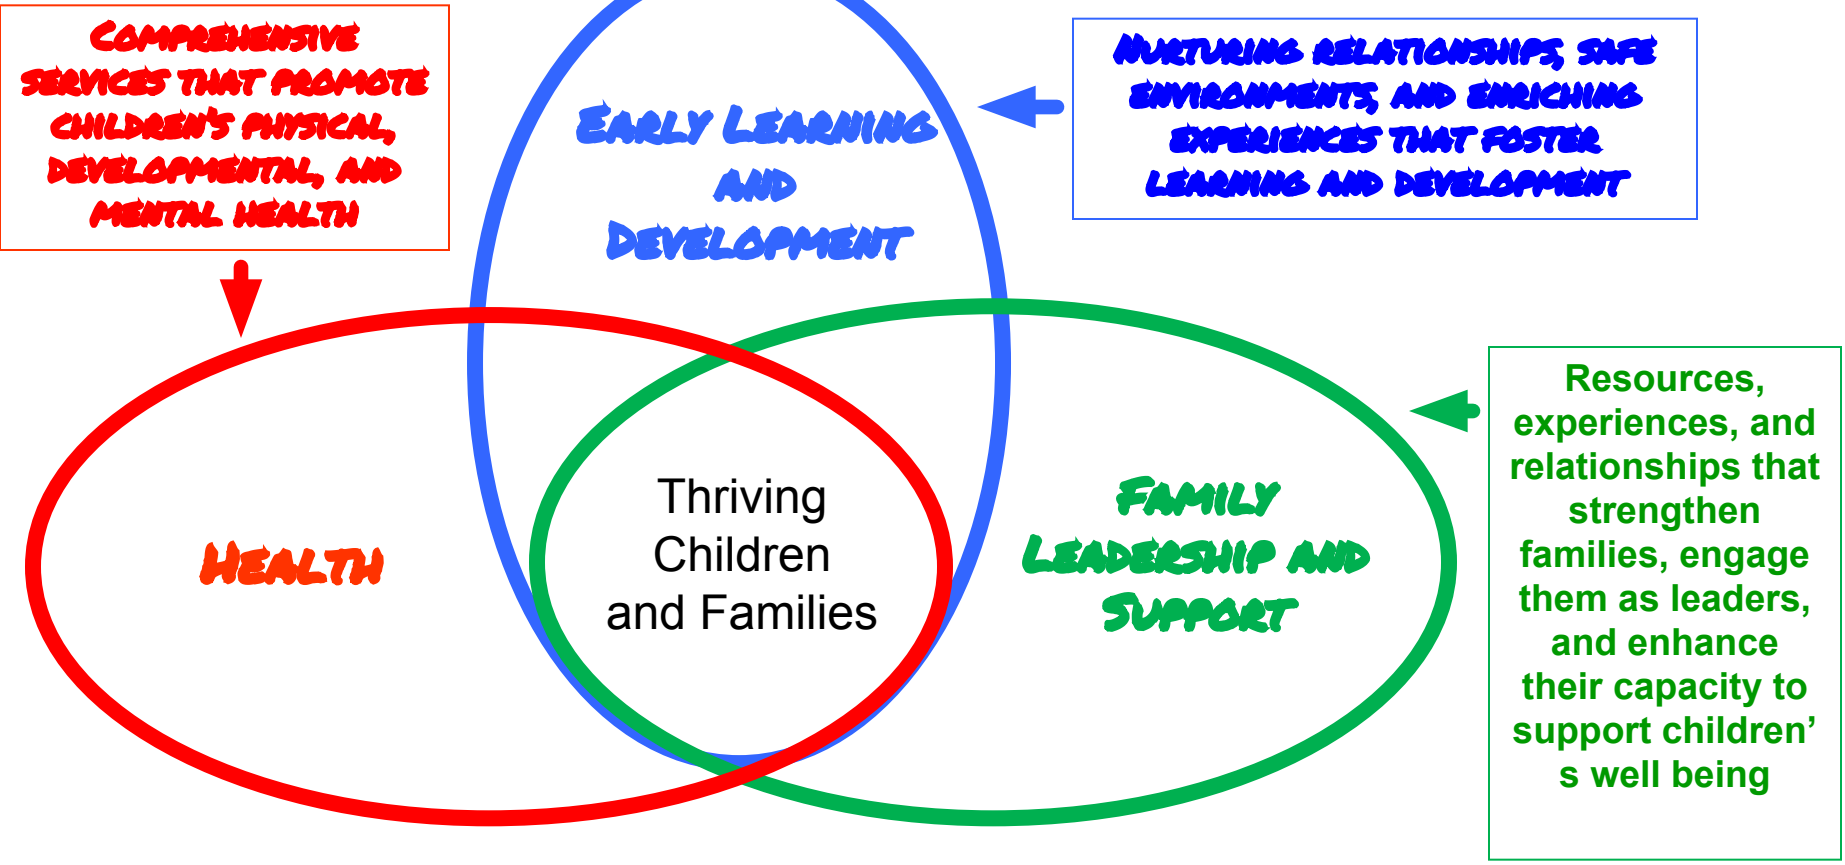 Comprehensive
services that promote
children's physical,
developmental, and
mental health
Early Learning
and
Development
Nurturing relationships, safe
environments, and enriching
experiences that foster
learning and development
Health
Thriving
Children
and Families
Family
Leadership and
Support
Resources,
experiences, and
relationships that
strengthen
families, engage
them as leaders,
and enhance
their capacity to
support children’
s well being